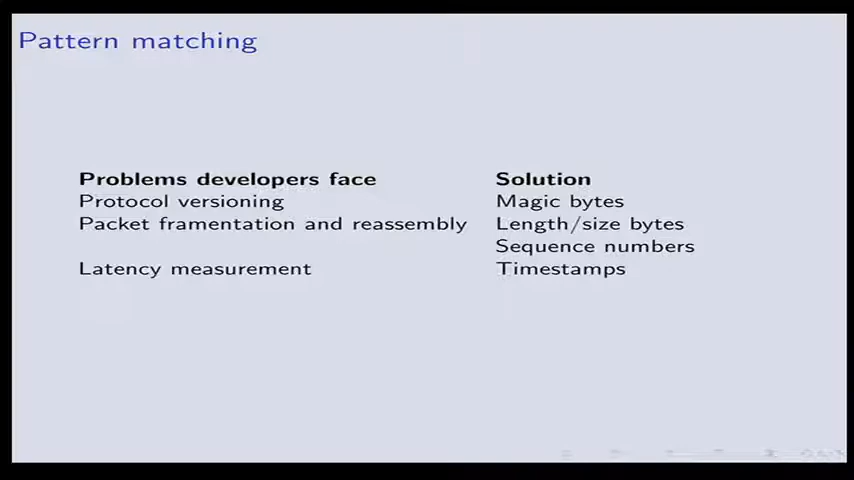 Pattern matching
Problems developers face Solution
Protocol versioning Magic bytes
Packet framentation and reassembly Length/size bytes
Sequence numbers
Latency measurement Timestamps